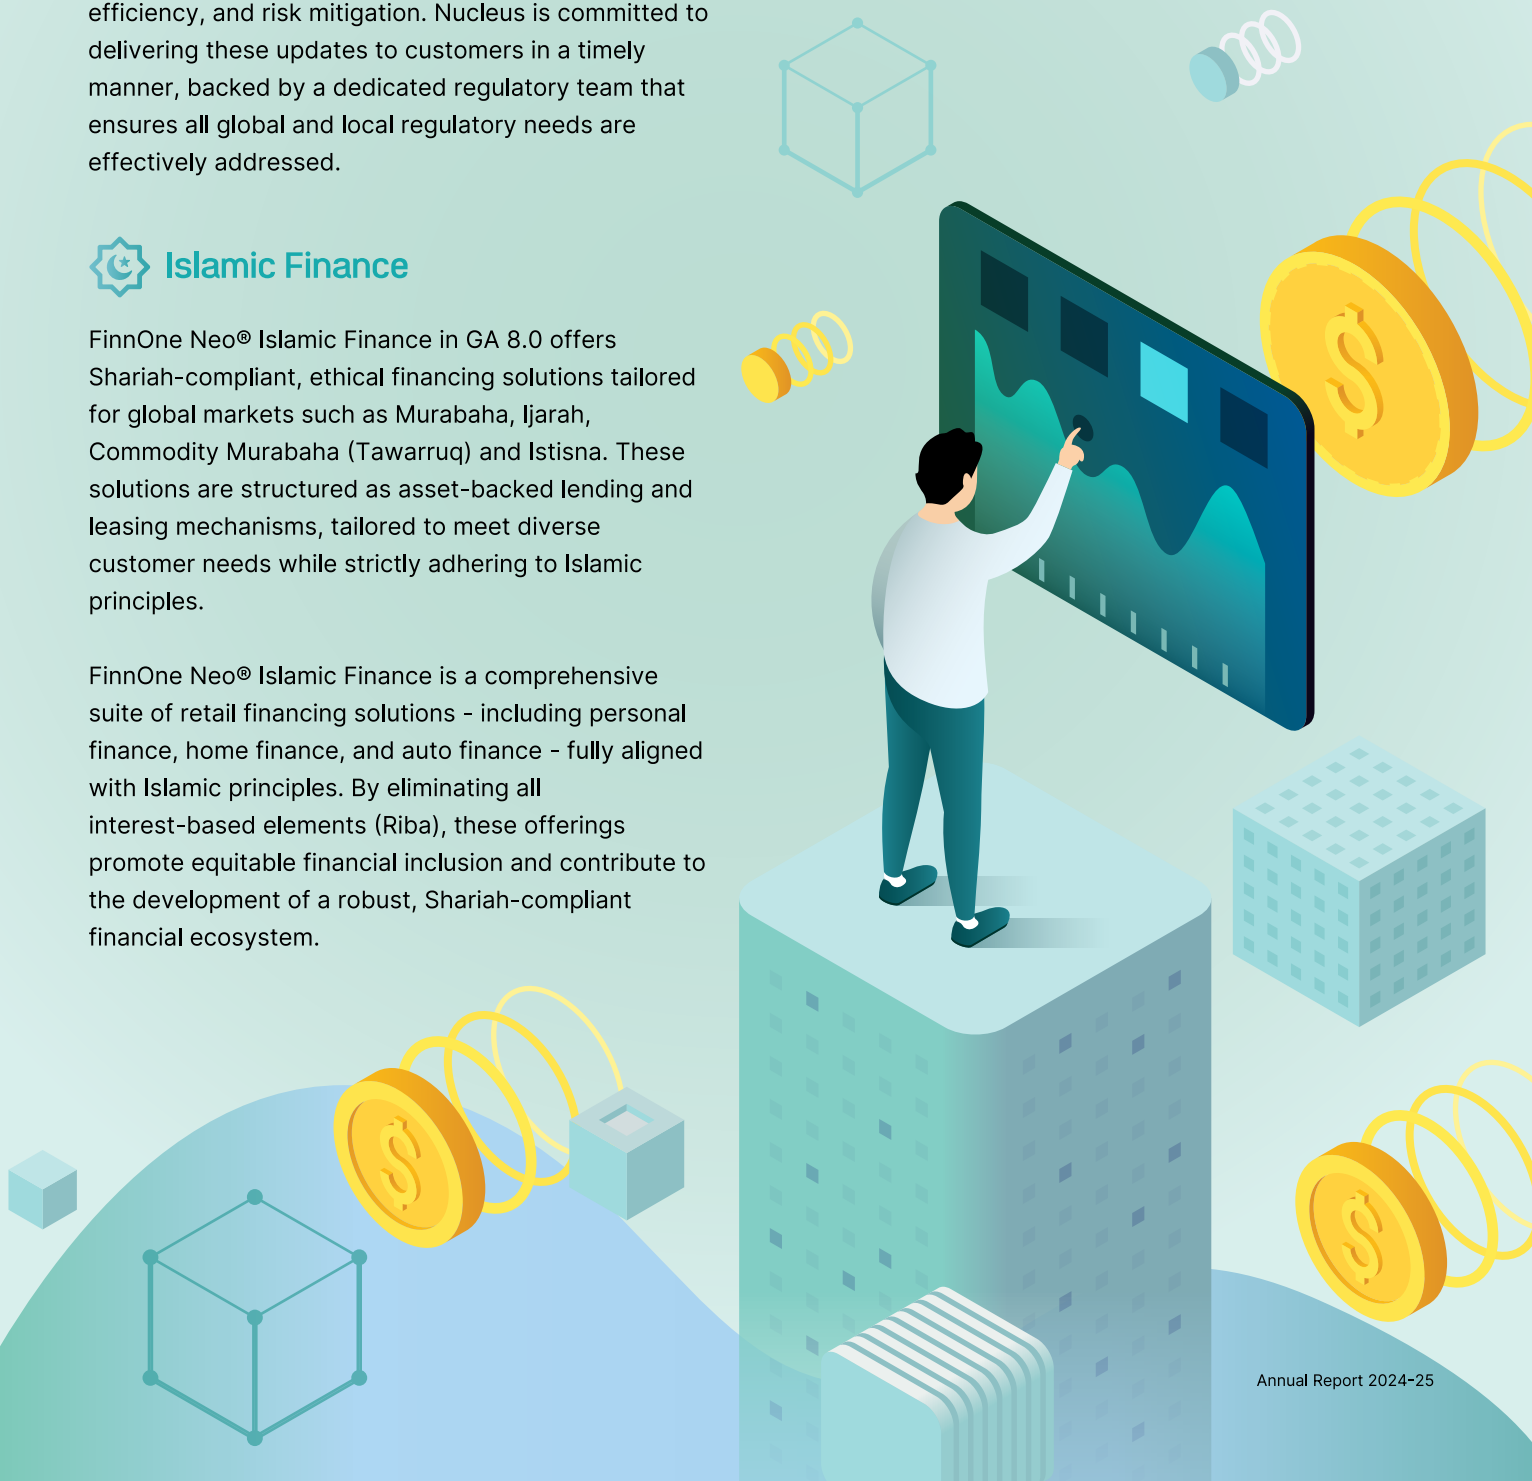 efficiency, and risk mitigation. Nucleus is committed to
delivering these updates to customers in a timely
manner, backed by a dedicated regulatory team that
ensures all global and local regulatory needs are
effectively addressed.
Islamic Finance
FinnOne Neo® Islamic Finance in GA 8.0 offers
Shariah-compliant, ethical financing solutions tailored
for global markets such as Murabaha, Ijarah,
Commodity Murabaha (Tawarruq) and Istisna. These
solutions are structured as asset-backed lending and
leasing mechanisms, tailored to meet diverse
customer needs while strictly adhering to Islamic
principles.
FinnOne Neo® Islamic Finance is a comprehensive
suite of retail financing solutions - including personal
finance, home finance, and auto finance - fully aligned
with Islamic principles. By eliminating all
interest-based elements (Riba), these offerings
promote equitable financial inclusion and contribute to
the development of a robust, Shariah-compliant
financial ecosystem.
$
$
$
Annual Report 2024-25